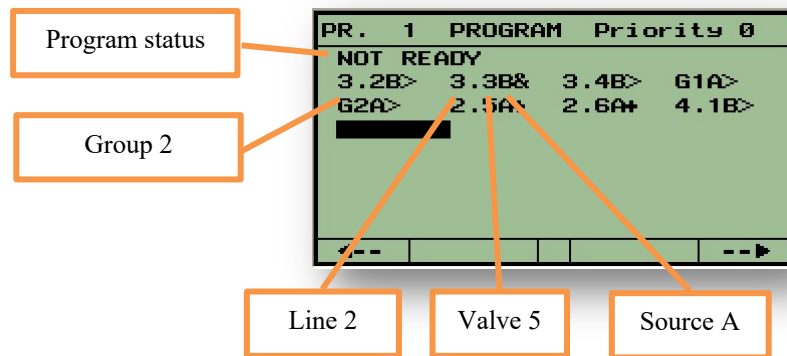 Program status
PR. 1 PROGRAM Priority 0
NOT READY
3.2B> 3.3B& 3.4B> G1A>
G2A> 2.5A+ 2.6A+ 4.1B>
Group 2
<-- -->
Line 2
Valve 5
Source A